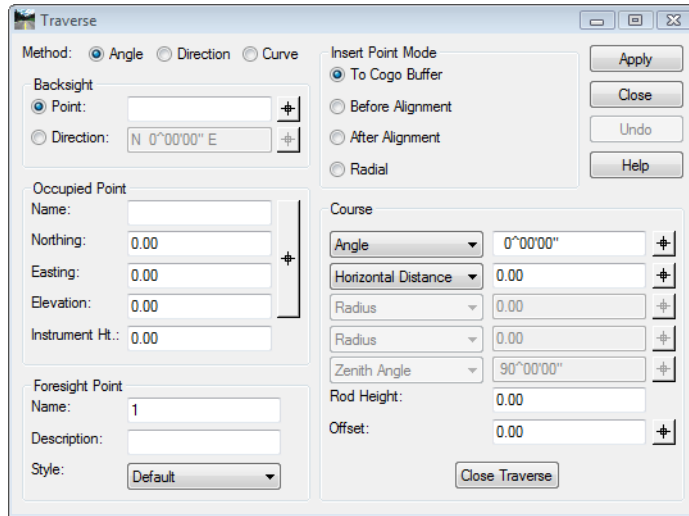 Traverse
Method: Angle Direction Curve
Backsight
Point:
Direction: N 0^00'00" E
Occupied Point
Name:
Northing: 0.00
Easting: 0.00
Elevation: 0.00
Instrument Ht.: 0.00
Foresight Point
Name: 1
Description:
Style: Default
Insert Point Mode
To Cogo Buffer
Before Alignment
After Alignment
Radial
Apply
Close
Undo
Help
Course
Angle 0^00'00"
Horizontal Distance 0.00
Radius 0.00
Radius 0.00
Zenith Angle 90^00'00"
Rod Height: 0.00
Offset: 0.00
Close Traverse